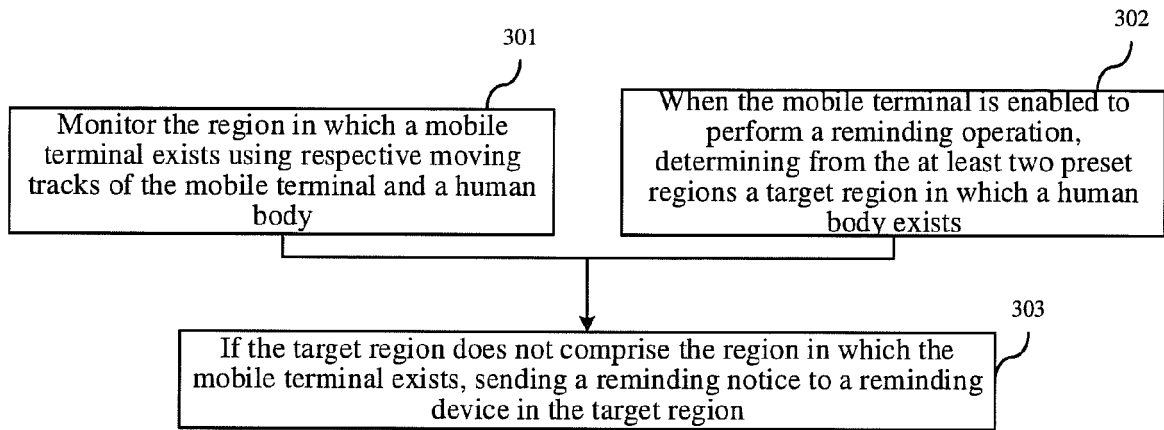 301
Monitor the region in which a mobile
terminal exists using respective moving
tracks of the mobile terminal and a human
body
302
When the mobile terminal is enabled to
perform a reminding operation,
determining from the at least two preset
regions a target region in which a human
body exists
303
If the target region does not comprise the region in which the
mobile terminal exists, sending a reminding notice to a reminding
device in the target region